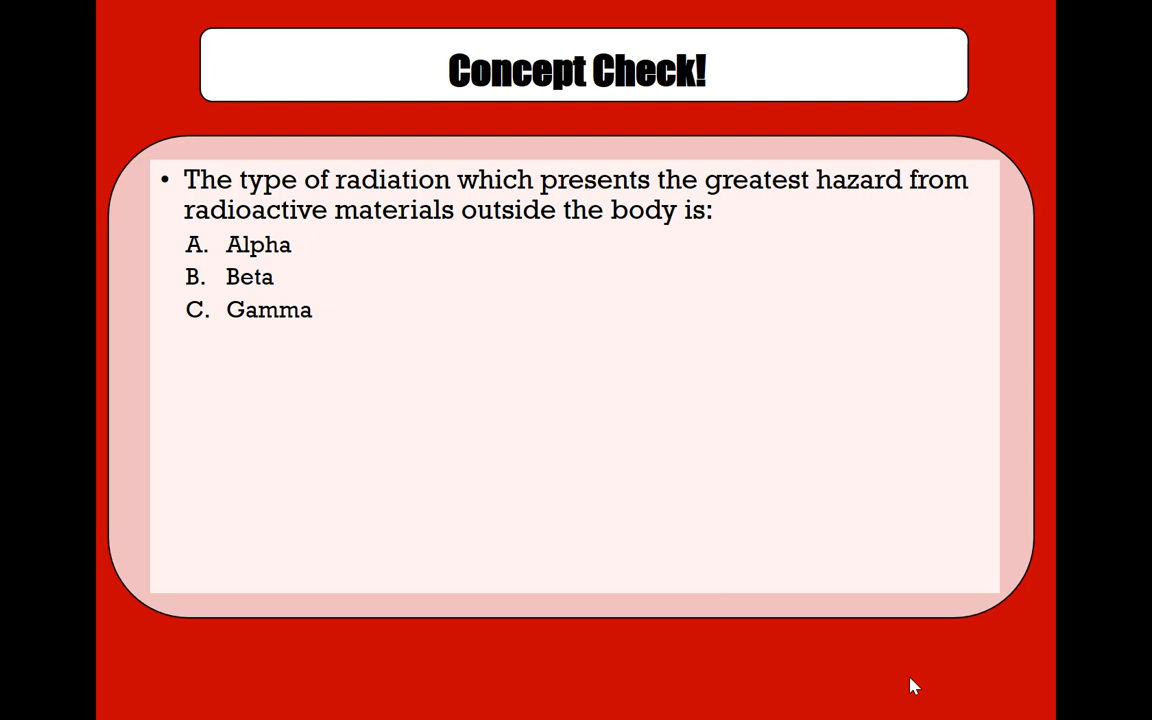 Concept Check!
• The type of radiation which presents the greatest hazard from
radioactive materials outside the body is:
A. Alpha
B. Beta
C. Gamma